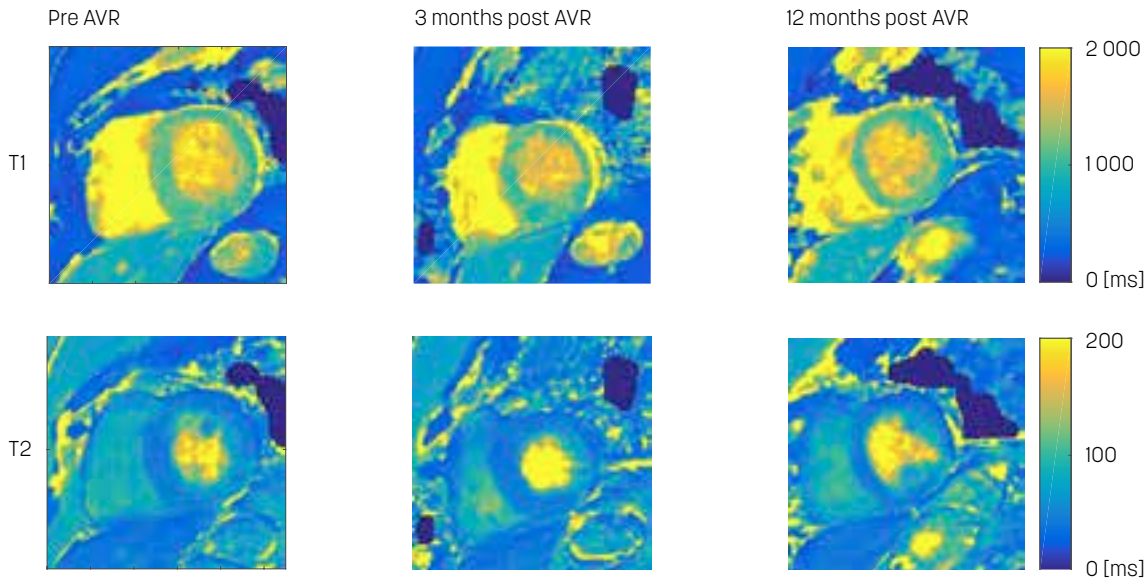 Pre AVR
3 months post AVR
12 months post AVR
T1
2 000
1 000
0 [ms]
T2
200
100
0 [ms]